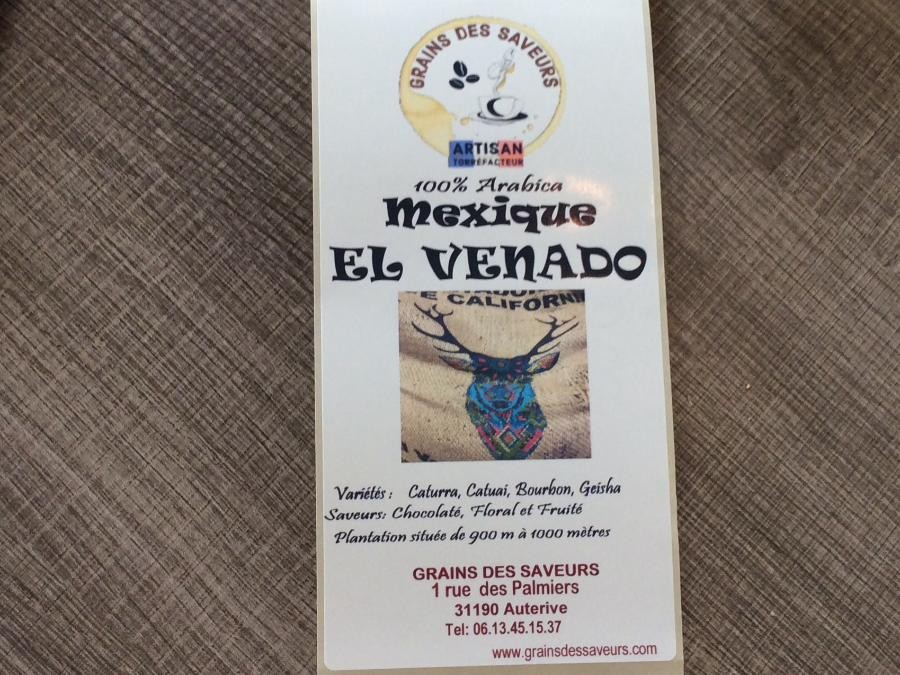 GRAINS DES SAVEURS
ARTISAN
TORRÉFACTEUR
100% Arabica
Mexique
EL VENADO
E CALIFORN
Variétés : Caturra, Catuai, Bourbon, Geisha
Saveurs: Chocolaté, Floral et Fruité
Plantation située de 900 m à 1000 mètres
GRAINS DES SAVEURS
1 rue des Palmiers
31190 Auterive
Tel: 06.13.45.15.37
www.grainsdessaveurs.com